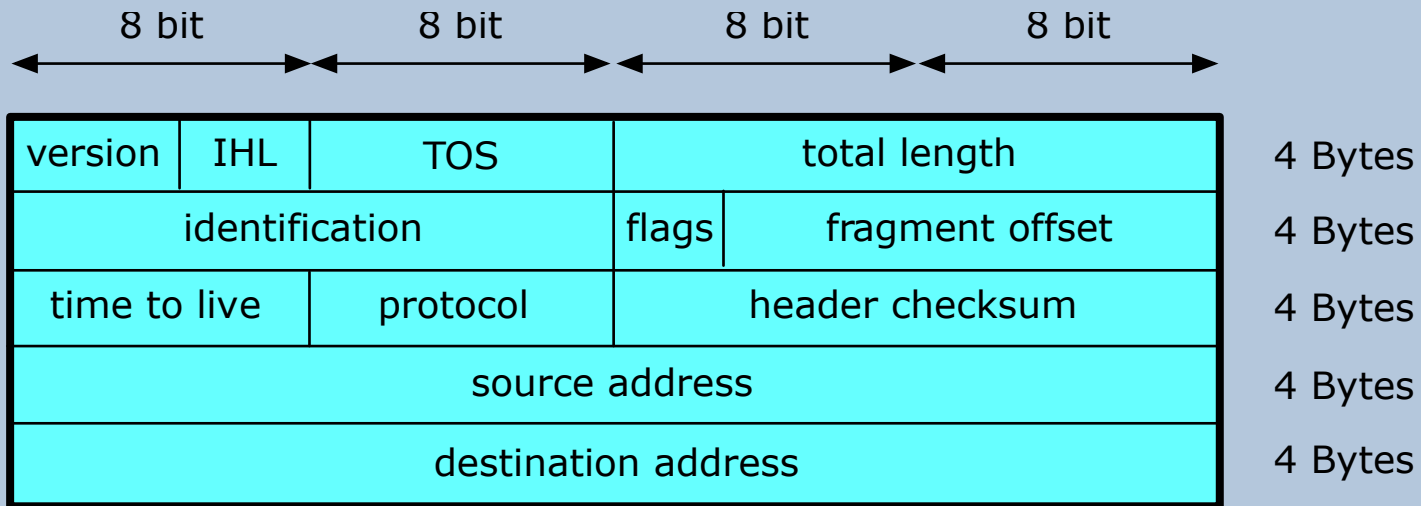 8 bit 8 bit 8 bit 8 bit
version IHL TOS total length 4 Bytes
identification flags fragment offset 4 Bytes
time to live protocol header checksum 4 Bytes
source address 4 Bytes
destination address 4 Bytes